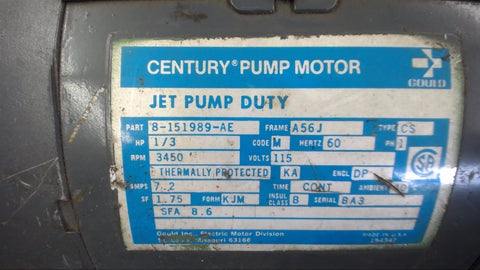 CENTURY® PUMP MOTOR
GOULD
JET PUMP DUTY
PART 8-151989-AE FRAME A56J TYPE CS
HP 1/3 CODE M HERTZ 60 PH 1
RPM 3450 VOLTS 115
THERMALLY PROTECTED KA ENCL DP
AMPS 7.2 TIME CONT AMBIENT
SF 1.75 FORM KJM INSUL CLASS B SERIAL BA3
SFA 8.6
Gould Inc., Electric Motor Division
St. Louis, Missouri 63166
MADE IN U.S.A.